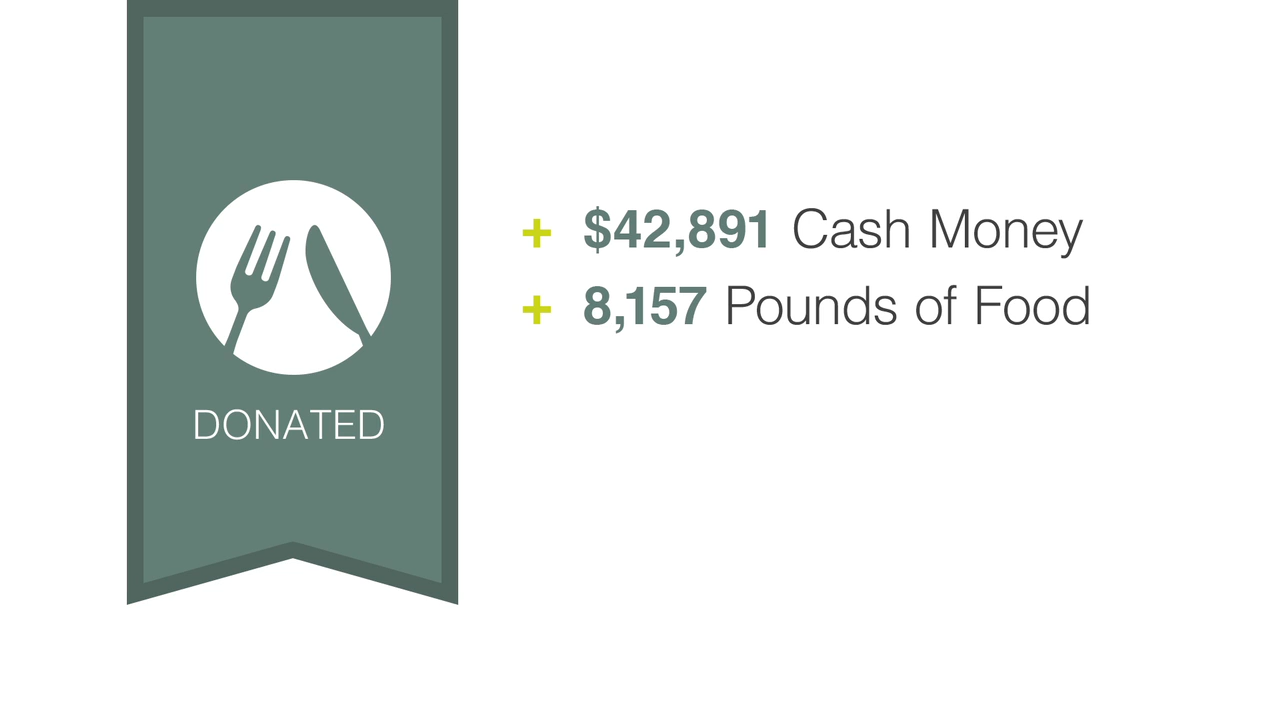 DONATED
+ $42,891 Cash Money
+ 8,157 Pounds of Food